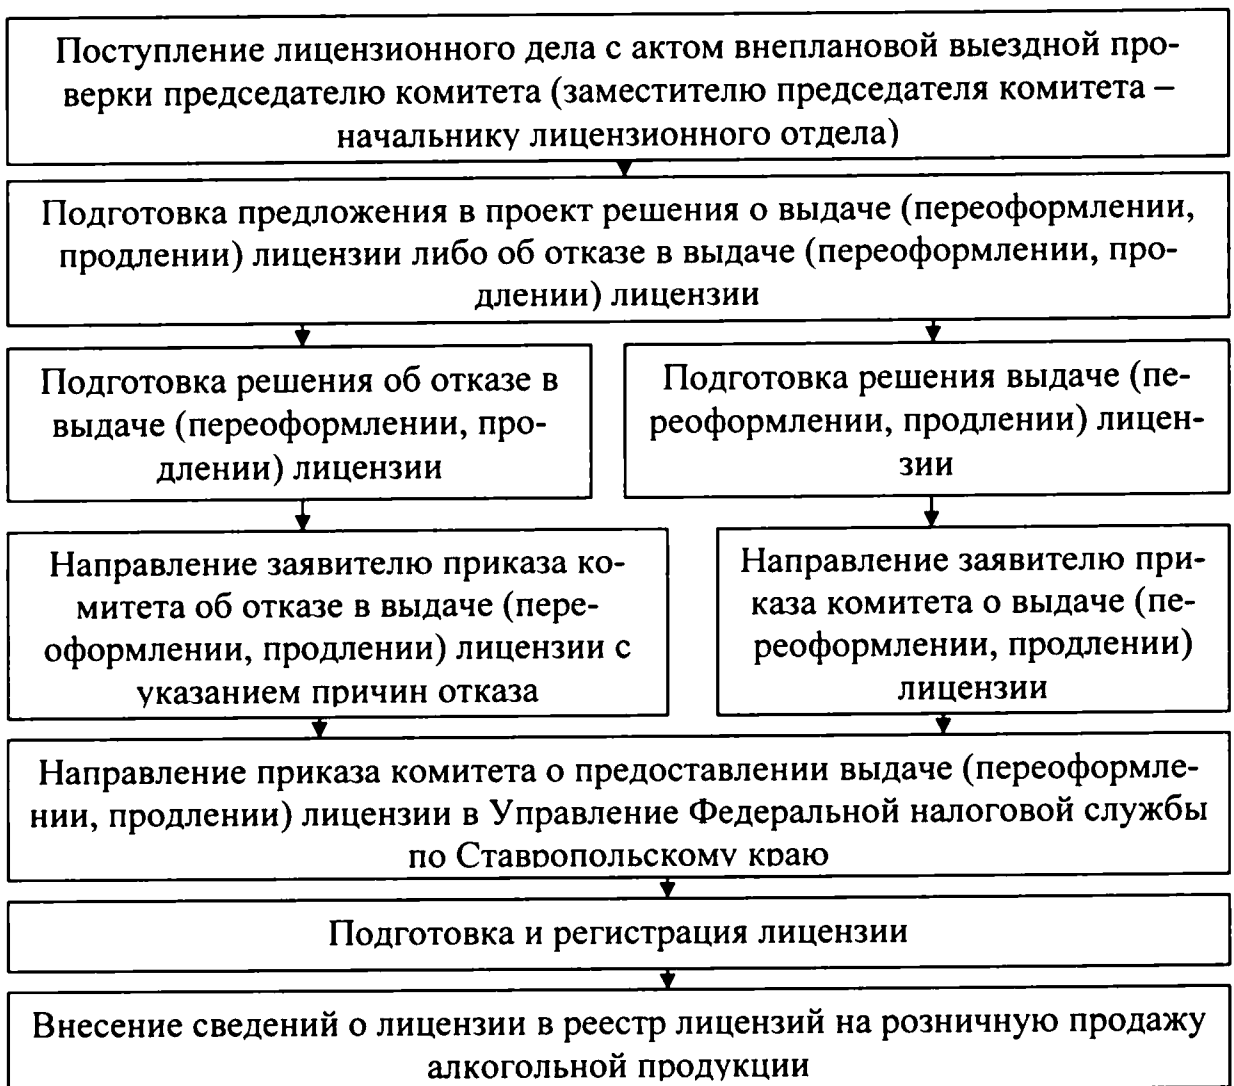 Поступление лицензионного дела с актом внеплановой выездной про-
верки председателю комитета (заместителю председателя комитета –
начальнику лицензионного отдела)
Подготовка предложения в проект решения о выдаче (переоформлении,
продлении) лицензии либо об отказе в выдаче (переоформлении, про-
длении) лицензии
Подготовка решения об отказе в
выдаче (переоформлении, про-
длении) лицензии
Подготовка решения выдаче (пе-
реоформлении, продлении) лицен-
зии
Направление заявителю приказа ко-
митета об отказе в выдаче (пере-
оформлении, продлении) лицензии с
указанием причин отказа
Направление заявителю при-
каза комитета о выдаче (пе-
реоформлении, продлении)
лицензии
Направление приказа комитета о предоставлении выдаче (переоформле-
нии, продлении) лицензии в Управление Федеральной налоговой службы
по Ставропольскому краю
Подготовка и регистрация лицензии
Внесение сведений о лицензии в реестр лицензий на розничную продажу
алкогольной продукции